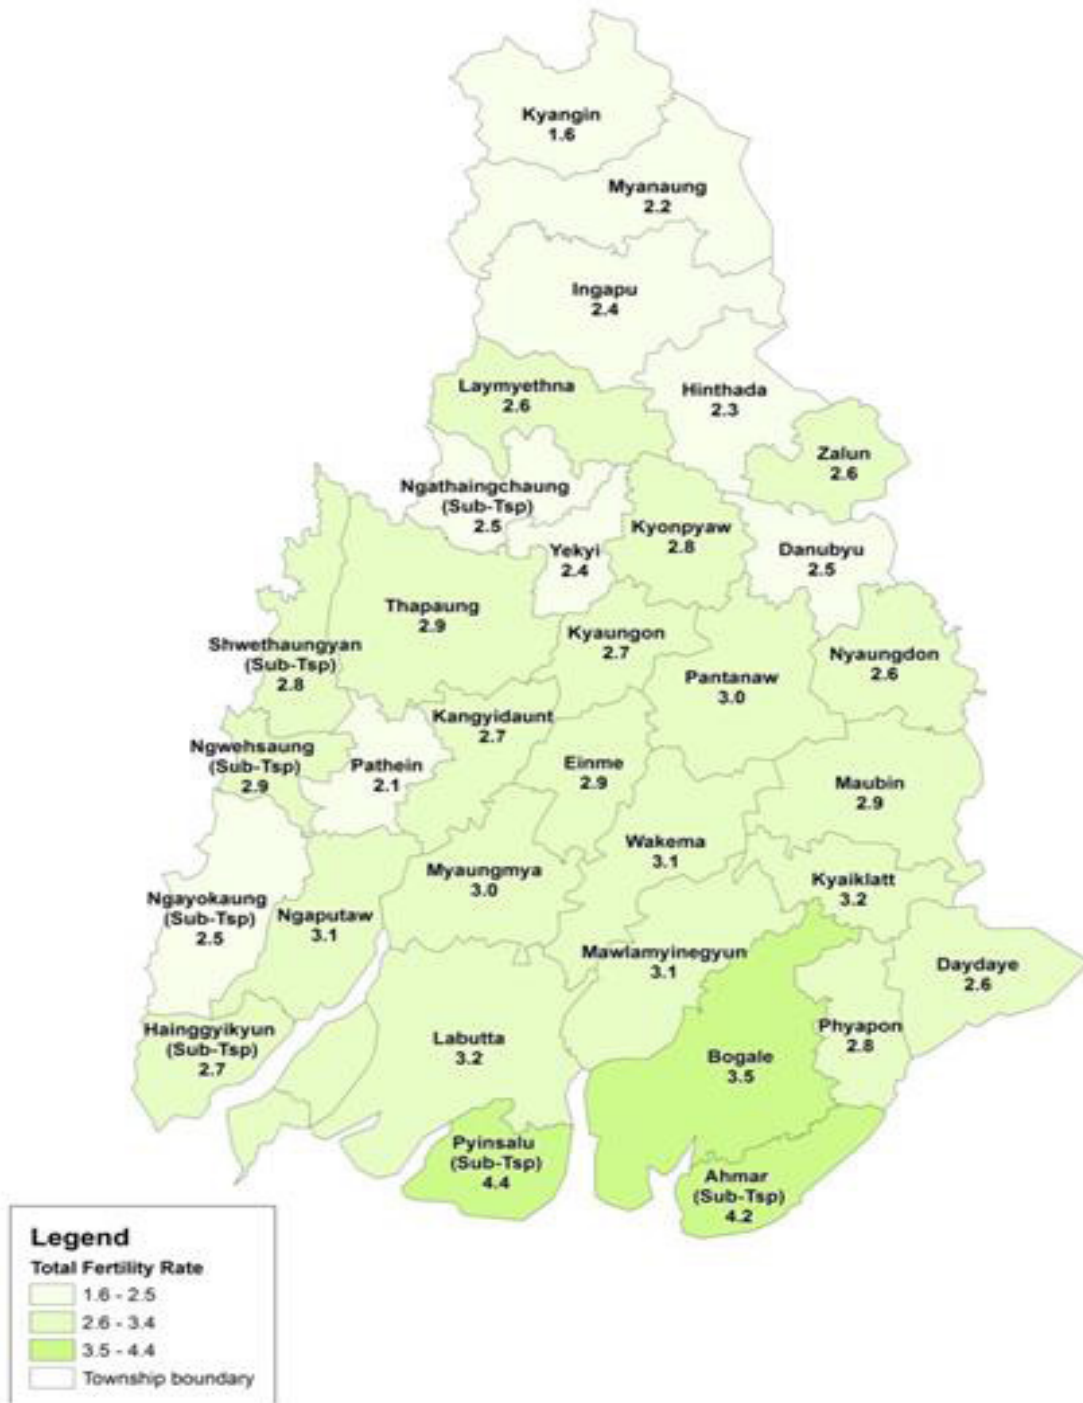 Kyangin
1.6
Myanaung
2.2
Ingapu
2.4
Laymyethna
2.6
Hinthada
2.3
Zalun
2.6
Ngathaingchaung
(Sub-Tsp)
2.5
Yekyi
2.4
Kyonpyaw
2.8
Danubyu
2.5
Thapaung
2.9
Shwethaungyan
(Sub-Tsp)
2.8
Kyaungon
2.7
Pantanaw
3.0
Nyaungdon
2.6
Ngwehsaung
(Sub-Tsp)
2.9
Pathein
2.1
Kangyidaunt
2.7
Einme
2.9
Maubin
2.9
Wakema
3.1
Myaungmya
3.0
Kyaiklatt
3.2
Ngayokaung
(Sub-Tsp)
2.5
Ngaputaw
3.1
Mawlamyinegyun
3.1
Daydaye
2.6
Hainggyikyun
(Sub-Tsp)
2.7
Labutta
3.2
Bogale
3.5
Phyapon
2.8
Pyinsalu
(Sub-Tsp)
4.4
Ahmar
(Sub-Tsp)
4.2
Legend
Total Fertility Rate
1.6 - 2.5
2.6 - 3.4
3.5 - 4.4
Township boundary